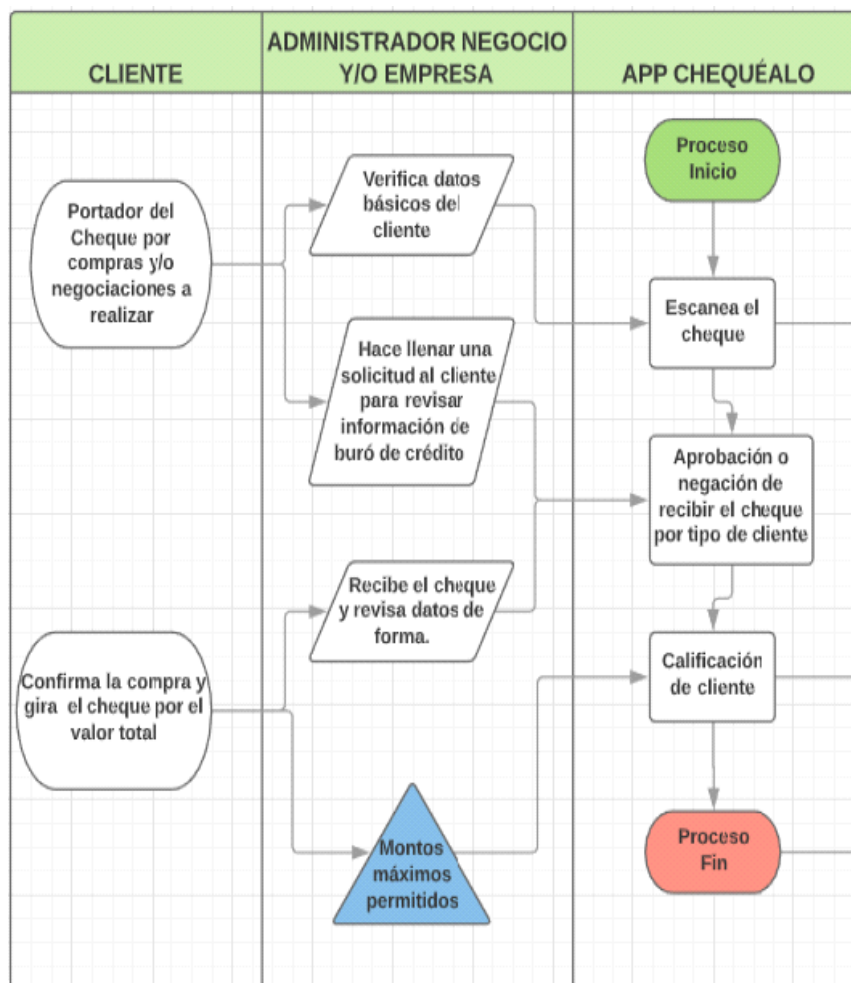 CLIENTE
ADMINISTRADOR NEGOCIO
Y/O EMPRESA
APP CHEQUÉALO
Portador del
Cheque por
compras y/o
negociaciones a
realizar
Confirma la compra y
gira el cheque por el
valor total
Verifica datos
básicos del
cliente
Hace llenar una
solicitud al cliente
para revisar
información de
buró de crédito
Recibe el cheque
y revisa datos de
forma.
Montos
máximos
permitidos
Proceso
Inicio
Escanea el
cheque
Aprobación o
negación de
recibir el cheque
por tipo de cliente
Calificación
de cliente
Proceso
Fin